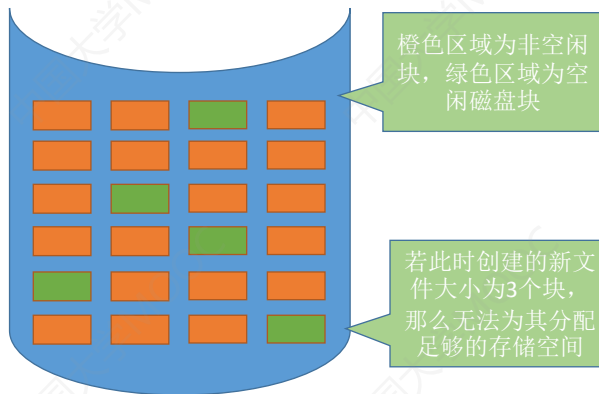 橙色区域为非空闲
块，绿色区域为空
闲磁盘块
若此时创建的新文
件大小为3个块，
那么无法为其分配
足够的存储空间